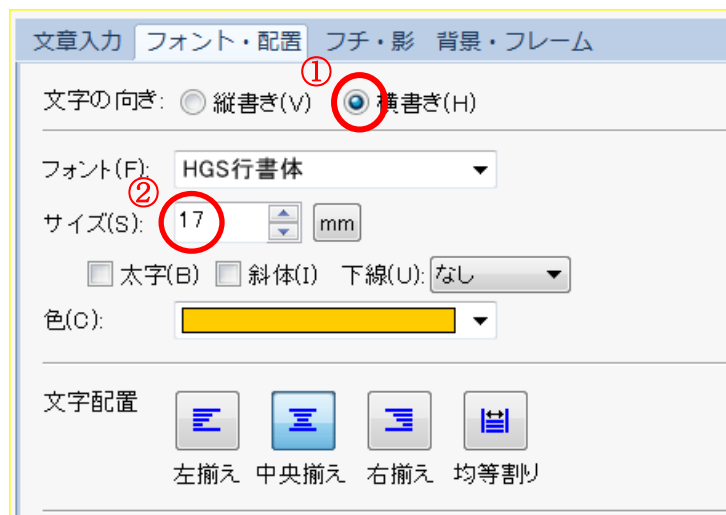 文章入力 フォント・配置 フチ・影 背景・フレーム
①
文字の向き: 縦書き(V) 横書き(H)
フォント(F): HGS行書体
②
サイズ(S): 17 mm
太字(B) 斜体(I) 下線(U): なし
色(C):
文字配置
左揃え 中央揃え 右揃え 均等割り